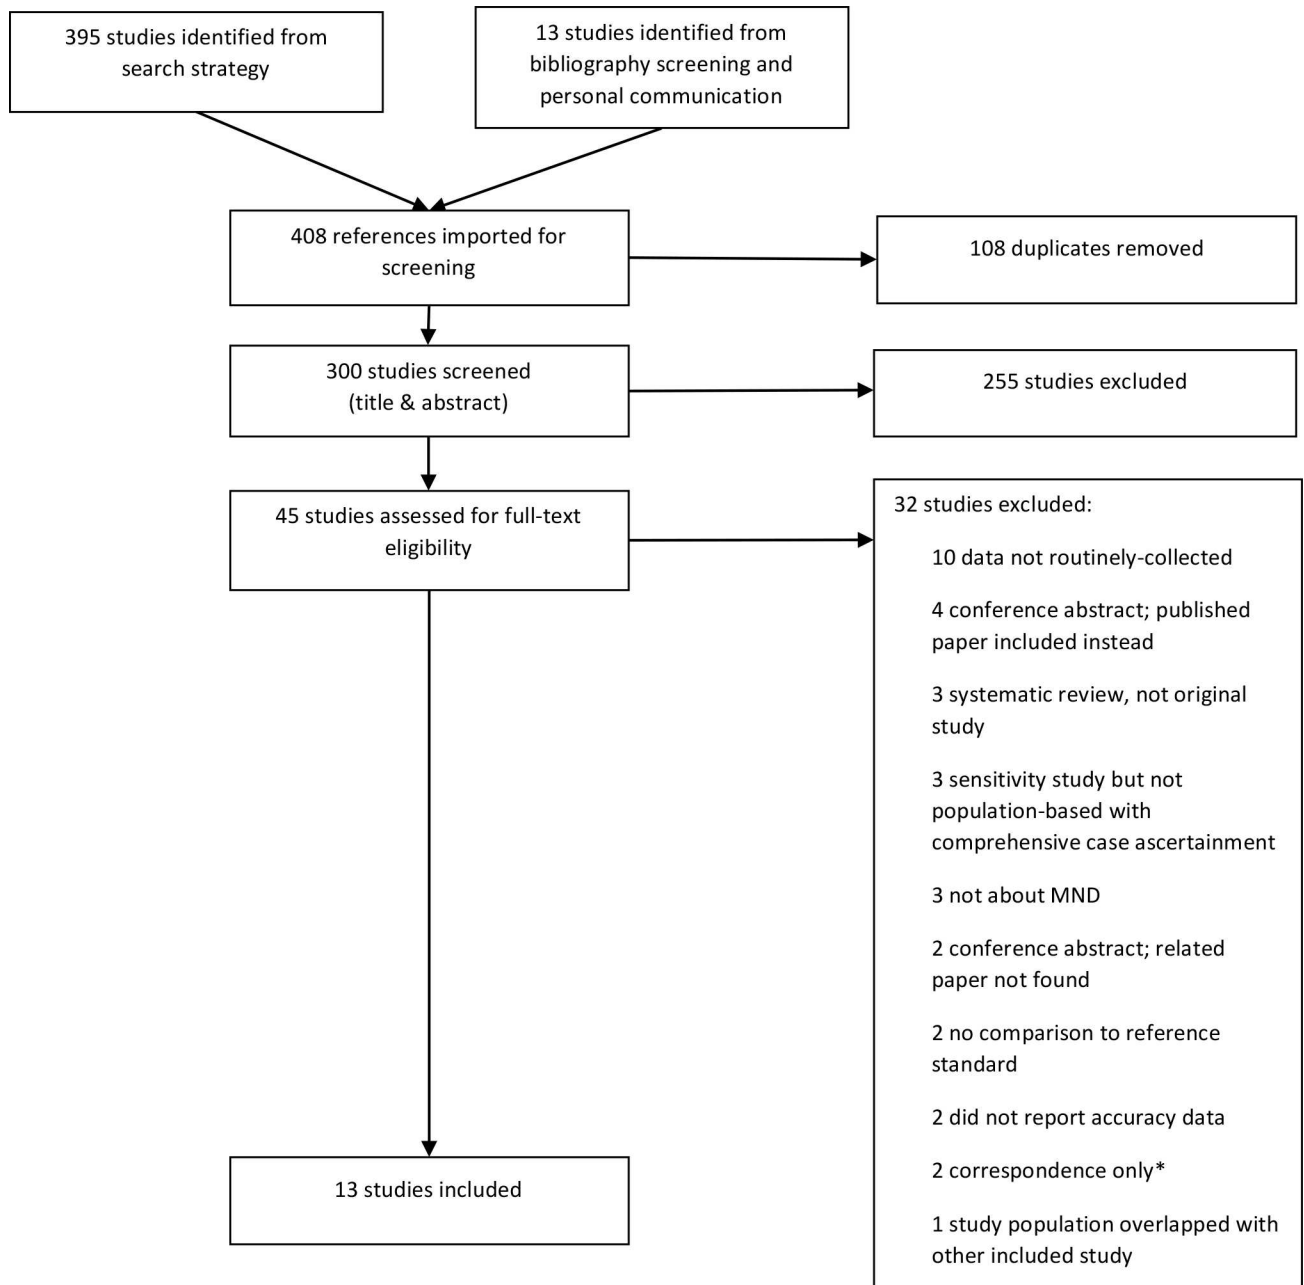 395 studies identified from
search strategy
13 studies identified from
bibliography screening and
personal communication
408 references imported for
screening
108 duplicates removed
300 studies screened
(title & abstract)
255 studies excluded
45 studies assessed for full-text
eligibility
32 studies excluded:
10 data not routinely-collected
4 conference abstract; published
paper included instead
3 systematic review, not original
study
3 sensitivity study but not
population-based with
comprehensive case ascertainment
3 not about MND
2 conference abstract; related
paper not found
2 no comparison to reference
standard
2 did not report accuracy data
2 correspondence only*
1 study population overlapped with
other included study
13 studies included